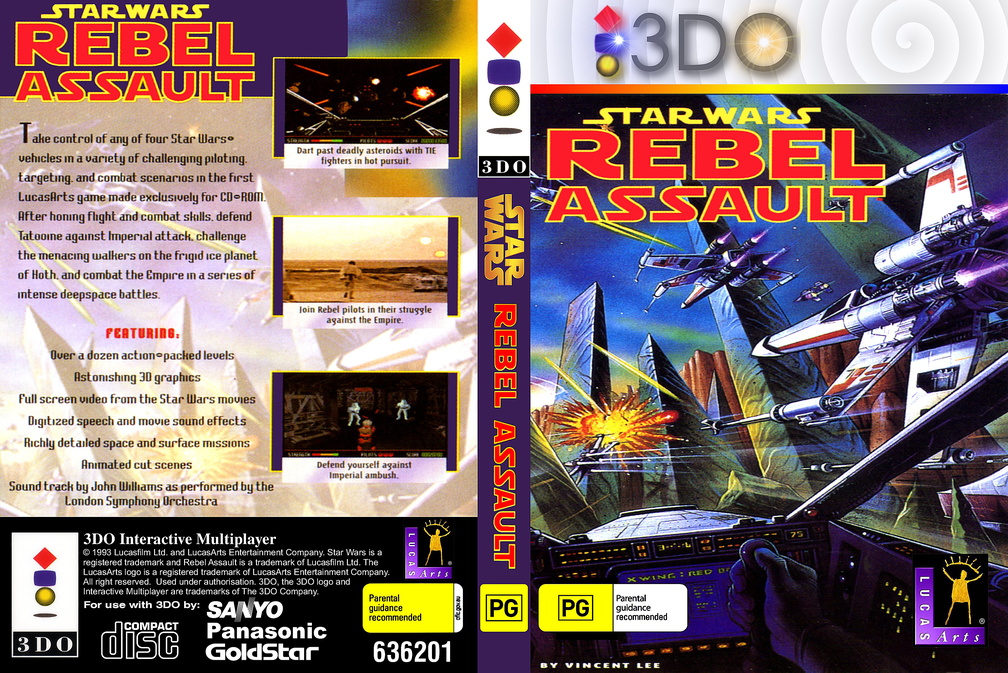 STAR WARS
REBEL
ASSAULT
Take control of any of four Star Wars®
vehicles in a variety of challenging piloting,
targeting, and combat scenarios in the first
LucasArts game made exclusively for CD-ROM.
After honing flight and combat skills, defend
Tatooine against Imperial attack, challenge
the menacing walkers on the frigid ice planet
of Hoth, and combat the Empire in a series of
intense deepspace battles.
FEATURING:
Over a dozen action-packed levels
Astonishing 3D graphics
Full screen video from the Star Wars movies
Digitized speech and movie sound effects
Richly detailed space and surface missions
Animated cut scenes
Sound track by John Williams as performed by the
London Symphony Orchestra
Dart past deadly asteroids with TIE
fighters in hot pursuit.
Join Rebel pilots in their struggle
against the Empire.
STRENGTH PILOTS SCORE
Defend yourself against
Imperial ambush.
3DO
3DO Interactive Multiplayer
© 1993 Lucasfilm Ltd. and LucasArts Entertainment Company. Star Wars is a
registered trademark and Rebel Assault is a trademark of Lucasfilm Ltd. The
LucasArts logo is a registered trademark of LucasArts Entertainment Company.
All right reserved. Used under authorisation. 3DO, the 3DO logo and
Interactive Multiplayer are trademarks of The 3DO Company.
For use with 3DO by:
SANYO
Panasonic
GoldStar
COMPACT
disc
LUCAS
Arts
®
Parental
guidance
recommended
ofc.gov.au
636201
3DO
STAR
WARS
REBEL ASSAULT
PG
3DO
STAR WARS
REBEL
ASSAULT
75
X-WING : RED
PG
Parental
guidance
recommended
LUCAS
Arts
®
BY VINCENT LEE